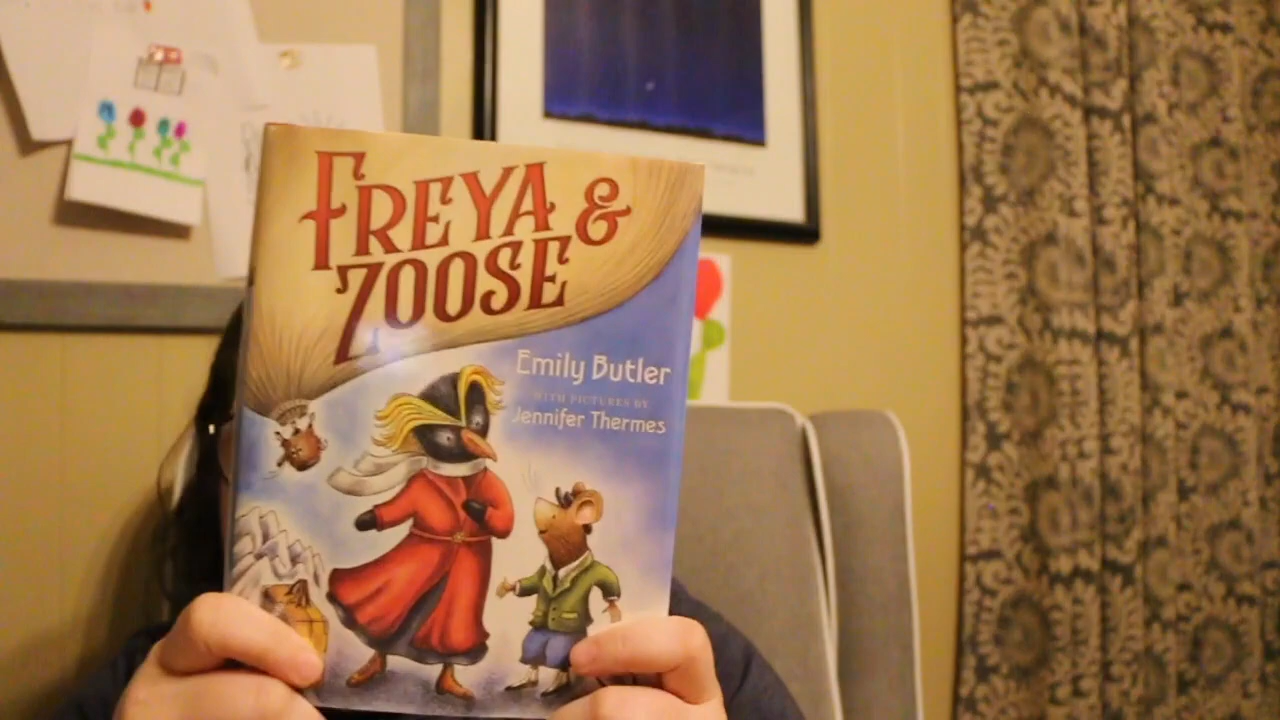 FREYA &
ZOOSE
Emily Butler
WITH PICTURES BY
Jennifer Thermes